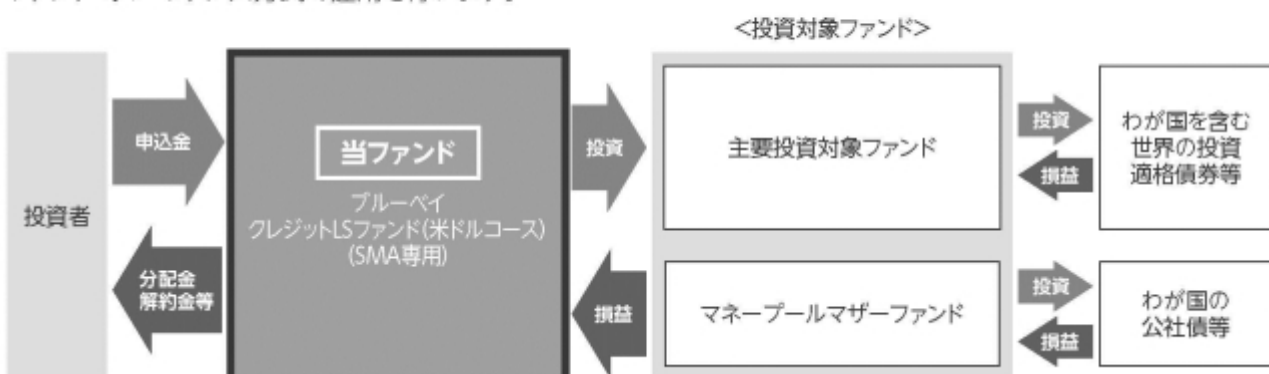 ＜投資対象ファンド＞
投資者
申込金
分配金
解約金等
当ファンド
ブルーベイ
クレジットLSファンド(米ドルコース)
(SMA専用)
投資
損益
主要投資対象ファンド
マネープールマザーファンド
投資
損益
わが国を含む
世界の投資
適格債券等
投資
損益
わが国の
公社債等